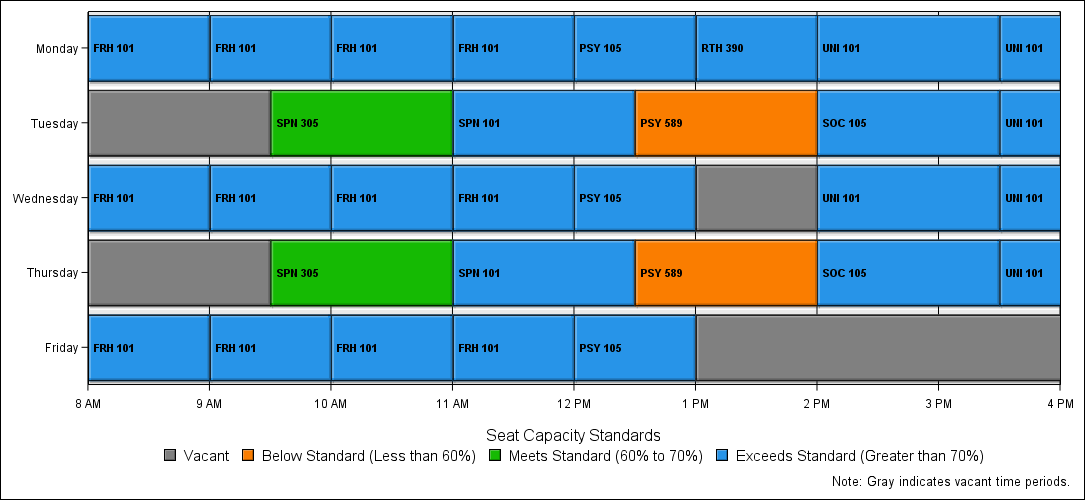 Monday FRH 101 FRH 101 FRH 101 FRH 101 PSY 105 RTH 390 UNI 101 UNI 101
Tuesday SPN 305 SPN 101 PSY 589 SOC 105 UNI 101
Wednesday FRH 101 FRH 101 FRH 101 FRH 101 PSY 105 UNI 101 UNI 101
Thursday SPN 305 SPN 101 PSY 589 SOC 105 UNI 101
Friday FRH 101 FRH 101 FRH 101 FRH 101 PSY 105
8 AM 9 AM 10 AM 11 AM 12 PM 1 PM 2 PM 3 PM 4 PM
Seat Capacity Standards
Vacant Below Standard (Less than 60%) Meets Standard (60% to 70%) Exceeds Standard (Greater than 70%)
Note: Gray indicates vacant time periods.